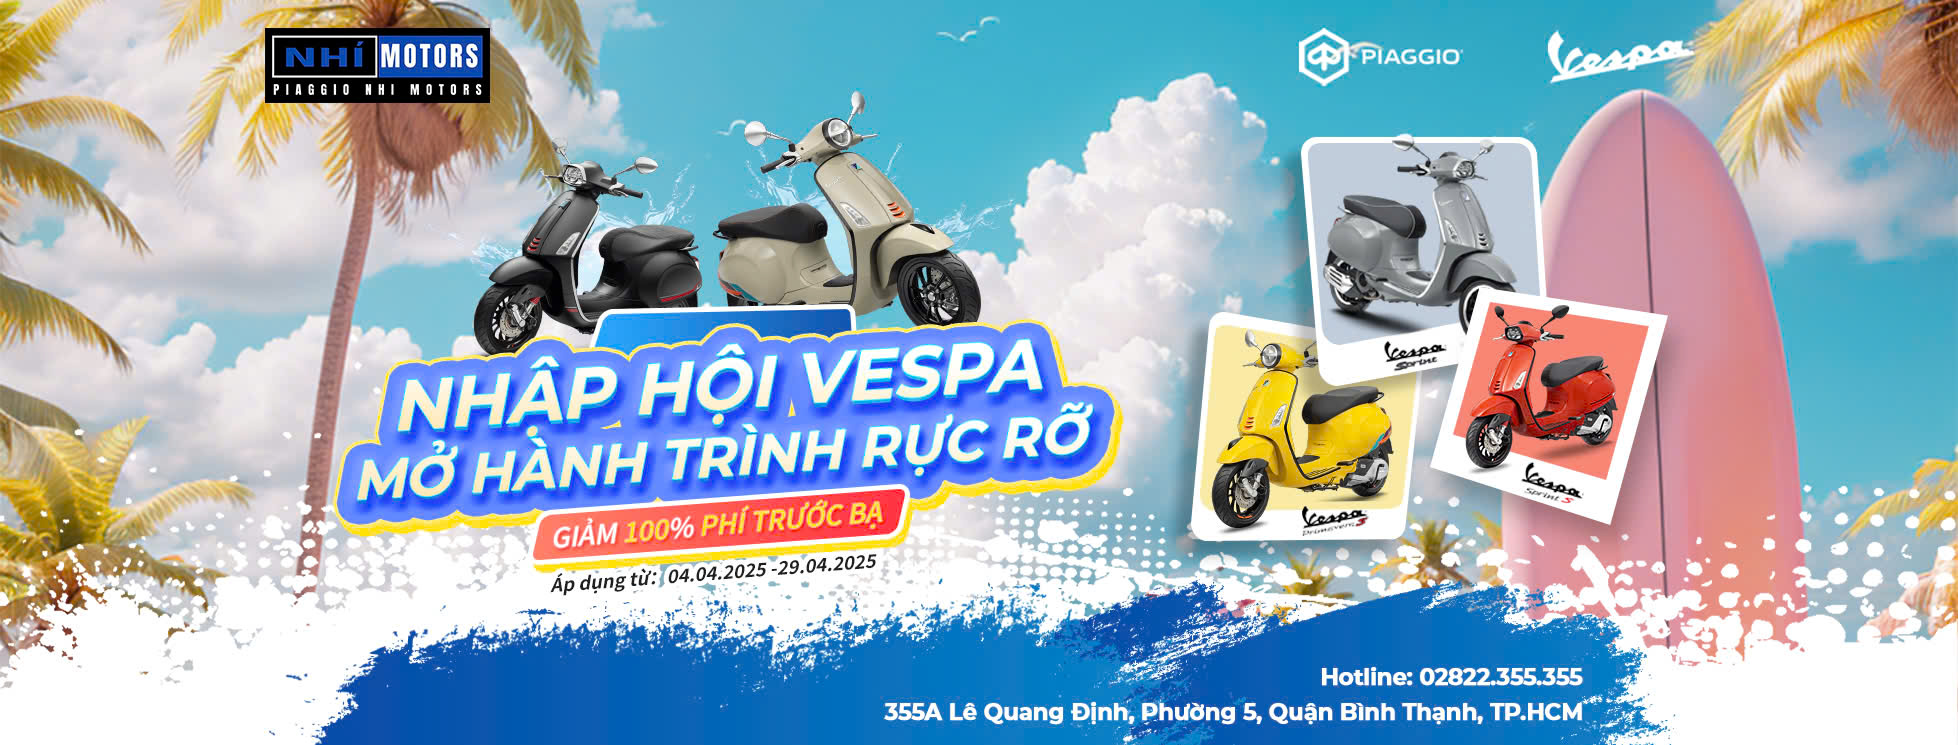 NHÍ MOTORS
PIAGGIO NHI MOTORS
PIAGGIO
Vespa
NHẬP HỘI VESPA
MỞ HÀNH TRÌNH RỰC RỠ
GIẢM 100% PHÍ TRƯỚC BẠ
Áp dụng từ: 04.04.2025 -29.04.2025
Vespa
Sprint
Vespa
Primavera S
Vespa
Sprint S
Hotline: 02822.355.355
355A Lê Quang Định, Phường 5, Quận Bình Thạnh, TP.HCM